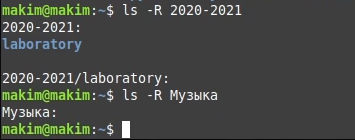 makim@makim:~$ ls -R 2020-2021
2020-2021:
laboratory

2020-2021/laboratory:
makim@makim:~$ ls -R Музыка
Музыка:
makim@makim:~$